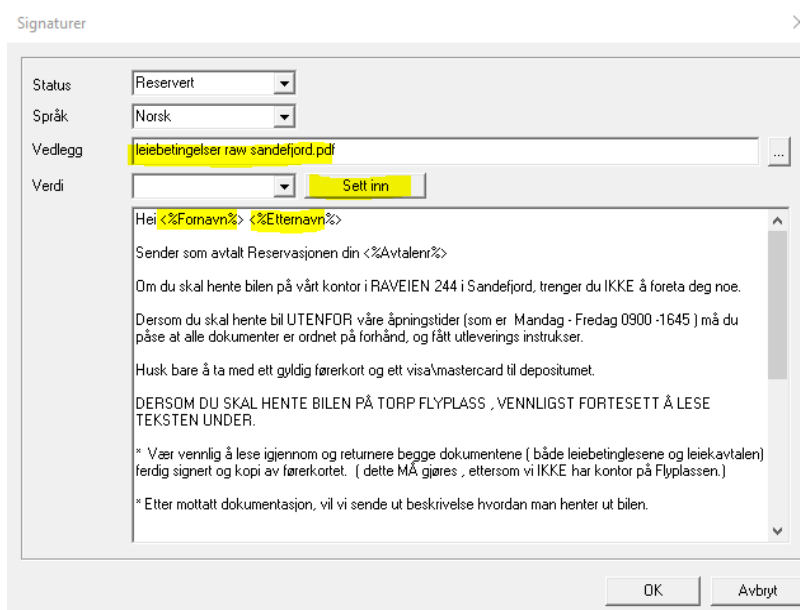 Signaturer
Status Reservert
Språk Norsk
Vedlegg leiebetingelser raw sandefjord.pdf ...
Verdi Sett inn
Hei <%Fornavn%> <%Etternavn%>
Sender som avtalt Reservasjonen din <%Avtalenr%>
Om du skal hente bilen på vårt kontor i RAVEIEN 244 i Sandefjord, trenger du IKKE å foreta deg noe.
Dersom du skal hente bil UTENFOR våre åpningstider (som er Mandag - Fredag 0900 -1645 ) må du
påse at alle dokumenter er ordnet på forhånd, og fått utleverings instrukser.
Husk bare å ta med ett gyldig førerkort og ett visa\mastercard til depositumet.
DERSOM DU SKAL HENTE BILEN PÅ TORP FLYPLASS , VENNLIGST FORTESETT Å LESE
TEKSTEN UNDER.
* Vær vennlig å lese igjennom og returnere begge dokumentene ( både leiebetinglesene og leiekavtalen)
ferdig signert og kopi av førerkortet. ( dette MÅ gjøres , ettersom vi IKKE har kontor på Flyplassen.)
* Etter mottatt dokumentasjon, vil vi sende ut beskrivelse hvordan man henter ut bilen.
OK Avbryt